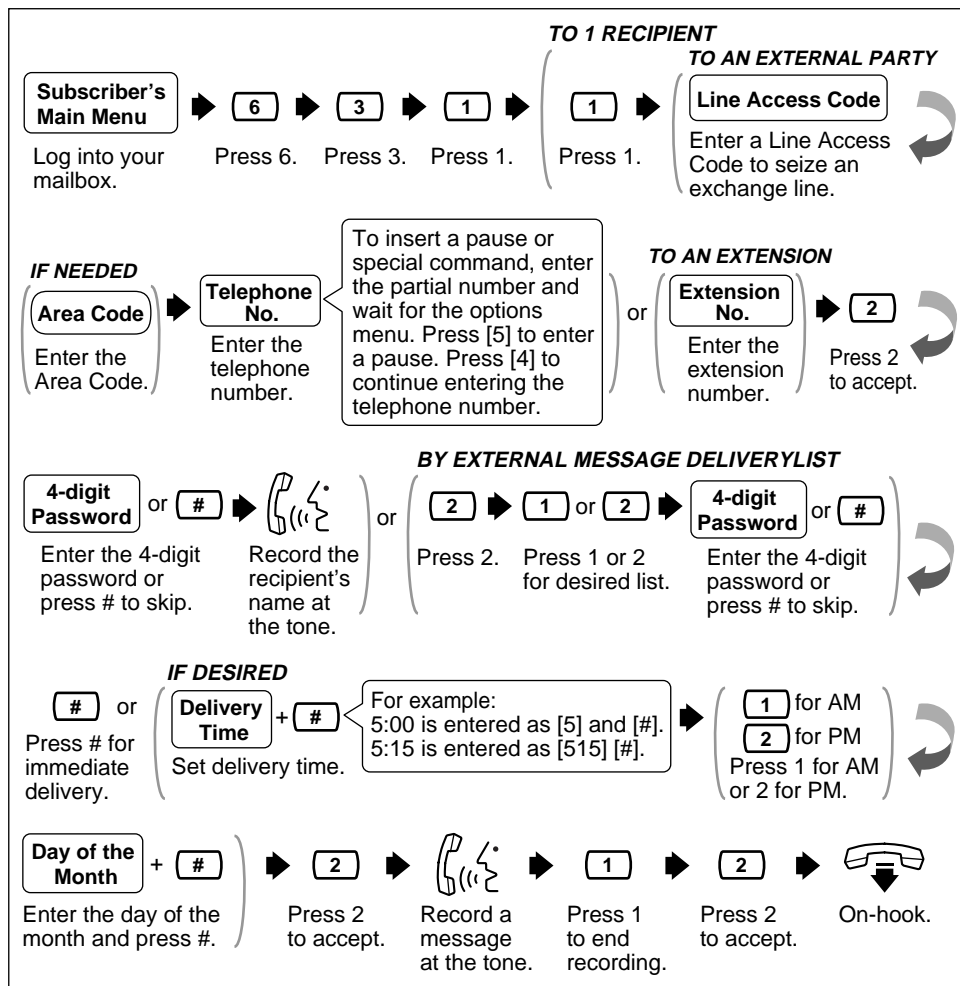 TO 1 RECIPIENT
TO AN EXTERNAL PARTY
Subscriber's
Main Menu
6
3
1
1
Line Access Code
Log into your
mailbox.
Press 6.
Press 3.
Press 1.
Press 1.
Enter a Line Access
Code to seize an
exchange line.
IF NEEDED
Area Code
Enter the
Area Code.
Telephone
No.
Enter the
telephone
number.
To insert a pause or
special command, enter
the partial number and
wait for the options
menu. Press [5] to enter
a pause. Press [4] to
continue entering the
telephone number.
or
TO AN EXTENSION
Extension
No.
Enter the
extension
number.
2
Press 2
to accept.
4-digit
Password
or
#
Enter the 4-digit
password or
press # to skip.
Record the
recipient's
name at
the tone.
or
BY EXTERNAL MESSAGE DELIVERYLIST
2
Press 2.
1 or 2
Press 1 or 2
for desired list.
4-digit
Password
or
#
Enter the 4-digit
password or
press # to skip.
# or
Press # for
immediate
delivery.
IF DESIRED
Delivery
Time
+ #
Set delivery time.
For example:
5:00 is entered as [5] and [#].
5:15 is entered as [515] [#].
1 for AM
2 for PM
Press 1 for AM
or 2 for PM.
Day of the
Month
+ #
Enter the day of the
month and press #.
2
Press 2
to accept.
Record a
message
at the tone.
1
Press 1
to end
recording.
2
Press 2
to accept.
On-hook.